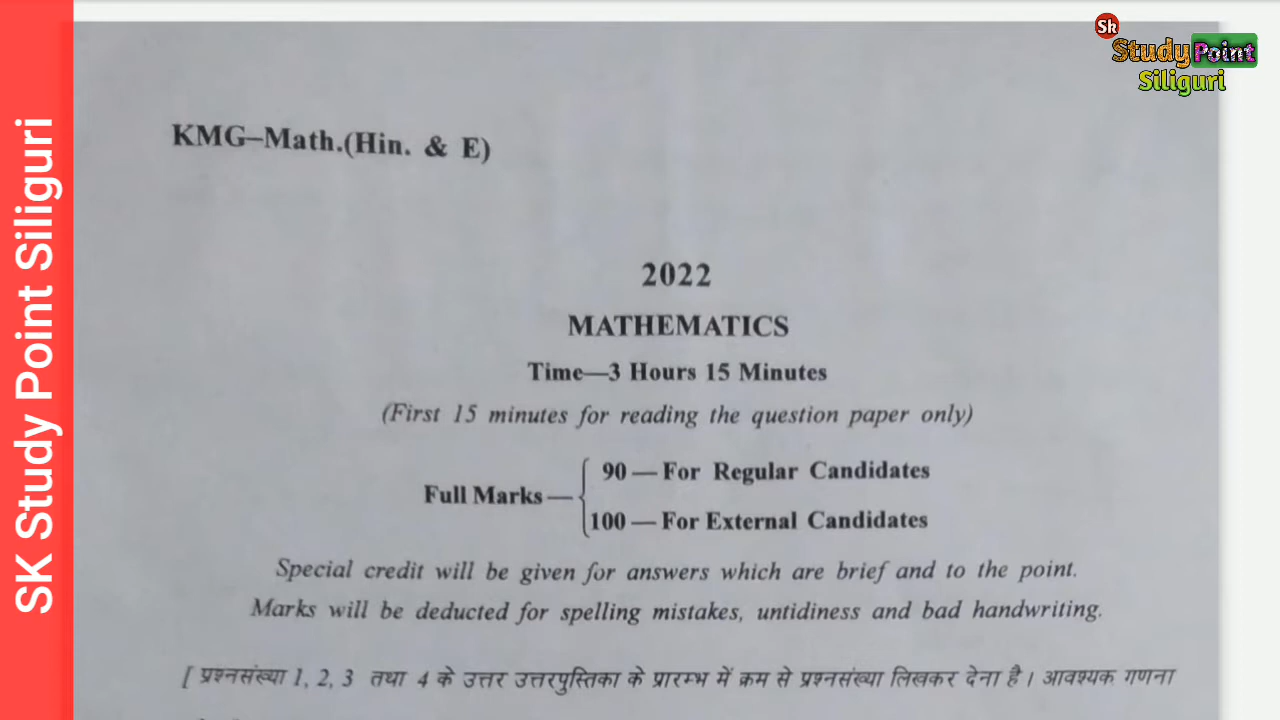 SK Study Point Siliguri
Sk
Study Point
Siliguri
KMG–Math.(Hin. & E)
2022
MATHEMATICS
Time—3 Hours 15 Minutes
(First 15 minutes for reading the question paper only)
90 — For Regular Candidates
Full Marks —
100 — For External Candidates
Special credit will be given for answers which are brief and to the point.
Marks will be deducted for spelling mistakes, untidiness and bad handwriting.
[ प्रश्नसंख्या 1, 2, 3 तथा 4 के उत्तर उत्तरपुस्तिका के प्रारम्भ में क्रम से प्रश्नसंख्या लिखकर देना है। आवश्यक गणना